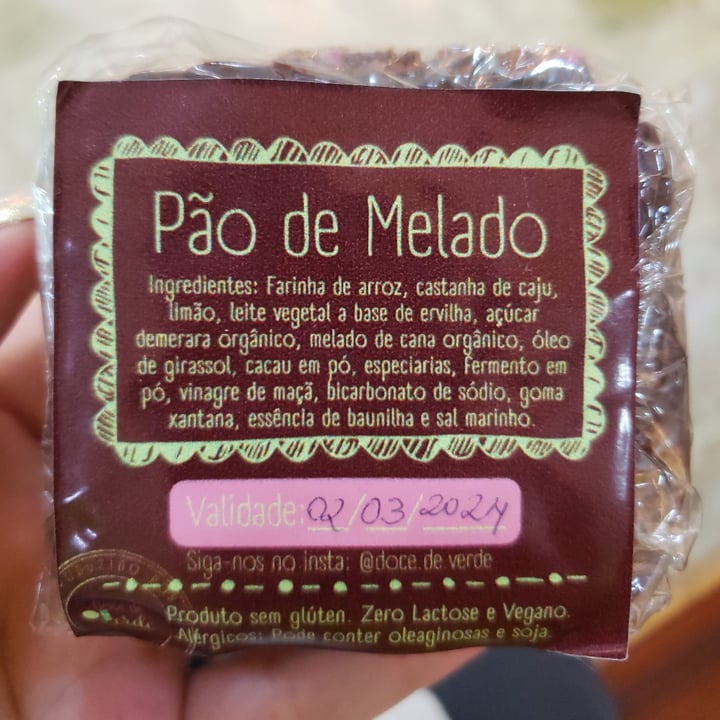 Pão de Melado
Ingredientes: Farinha de arroz, castanha de caju,
limão, leite vegetal a base de ervilha, açúcar
demerara orgânico, melado de cana orgânico, óleo
de girassol, cacau em pó, especiarias, fermento em
pó, vinagre de maçã, bicarbonato de sódio, goma
xantana, essência de baunilha e sal marinho.
Validade: 02/03/2024
Siga-nos no insta: @doce.de.verde
Produto sem glúten. Zero Lactose e Vegano.
Alérgicos: Pode conter oleaginosas e soja.